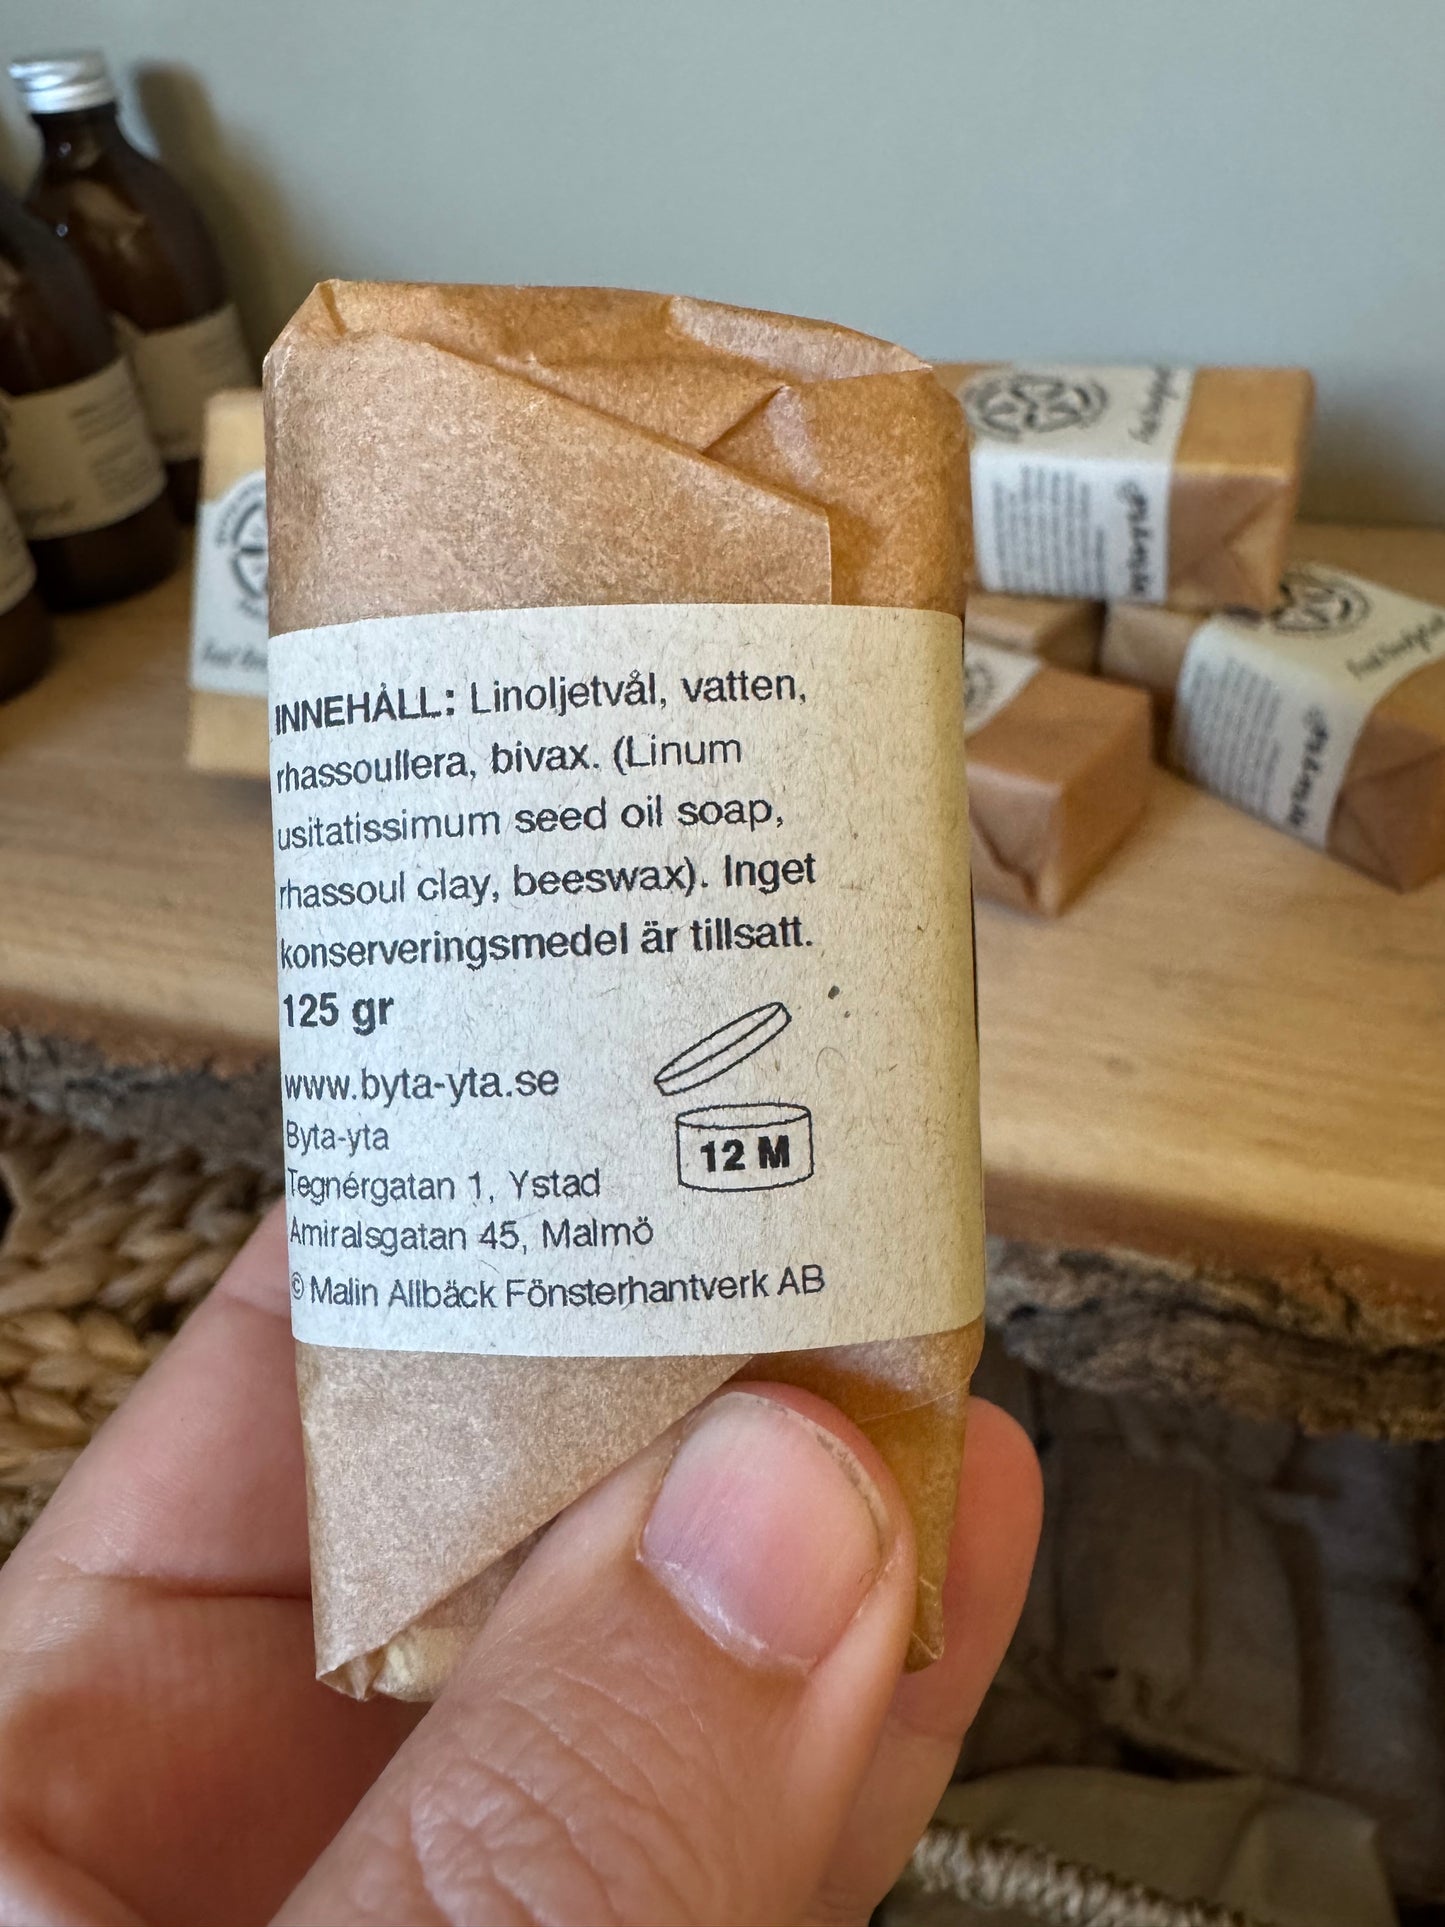 INNEHÅLL: Linoljetvål, vatten,
rhassoullera, bivax. (Linum
usitatissimum seed oil soap,
rhassoul clay, beeswax). Inget
konserveringsmedel är tillsatt.
125 gr
www.byta-yta.se
Byta-yta
Tegnérgatan 1, Ystad
Amiralsgatan 45, Malmö
© Malin Allbäck Fönsterhantverk AB
12 M